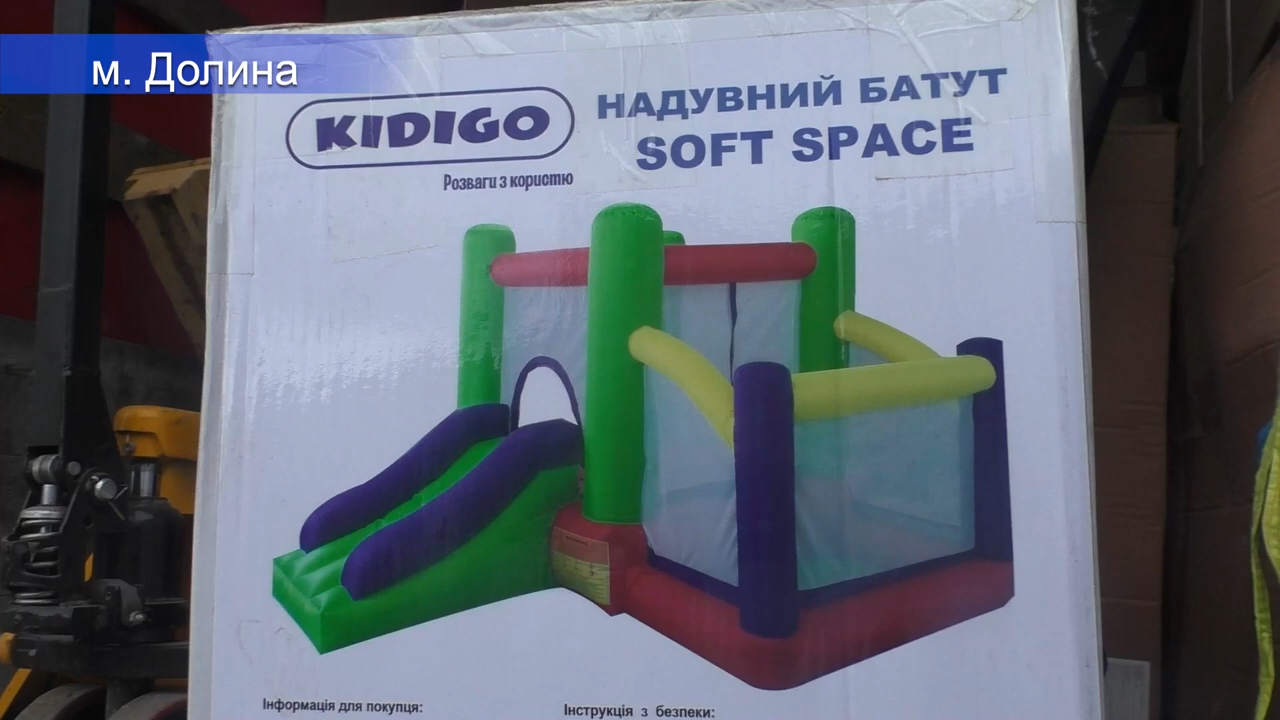 м. Долина
KIDIGO
Розваги з користю
НАДУВНИЙ БАТУТ
SOFT SPACE
Інформація для покупця:
Інструкція з безпеки: